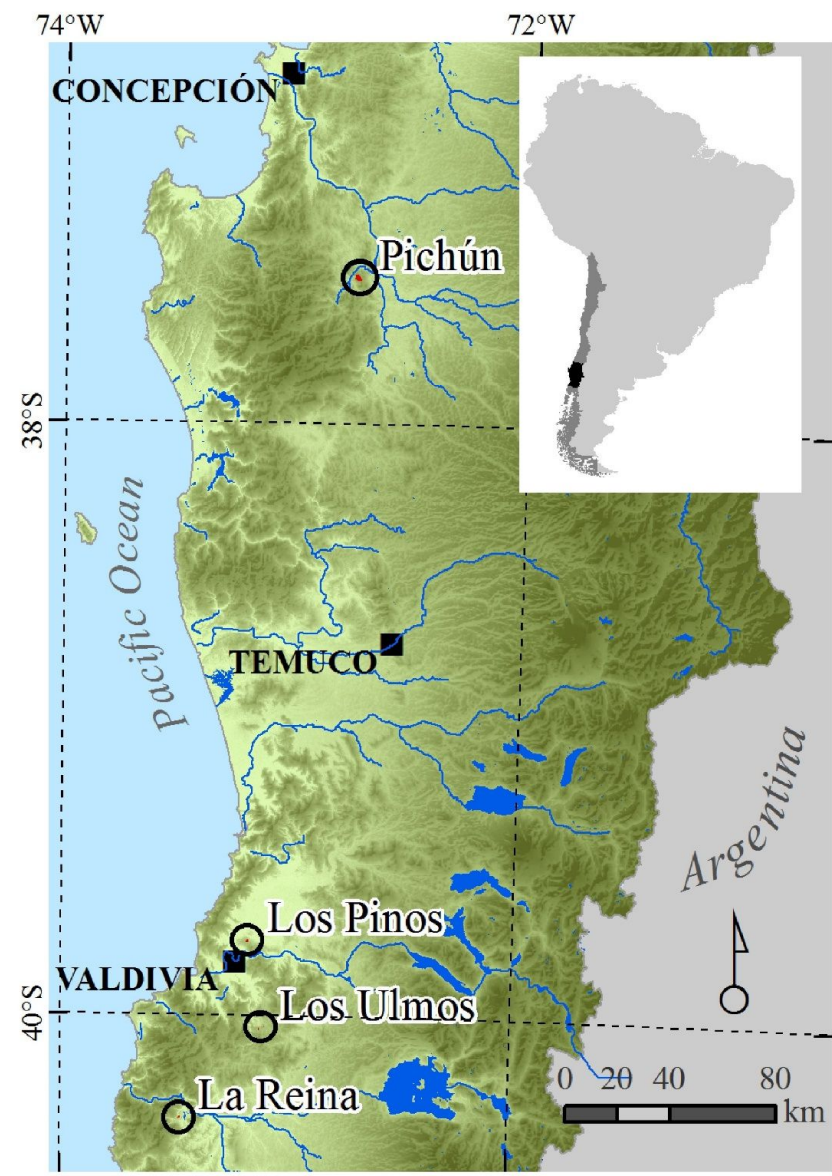 74°W
72°W
CONCEPCIÓN
Pichún
38°S
Pacific Ocean
TEMUCO
Argentina
Los Pinos
VALDIVIA
40°S
Los Ulmos
La Reina
0 20 40 80
km